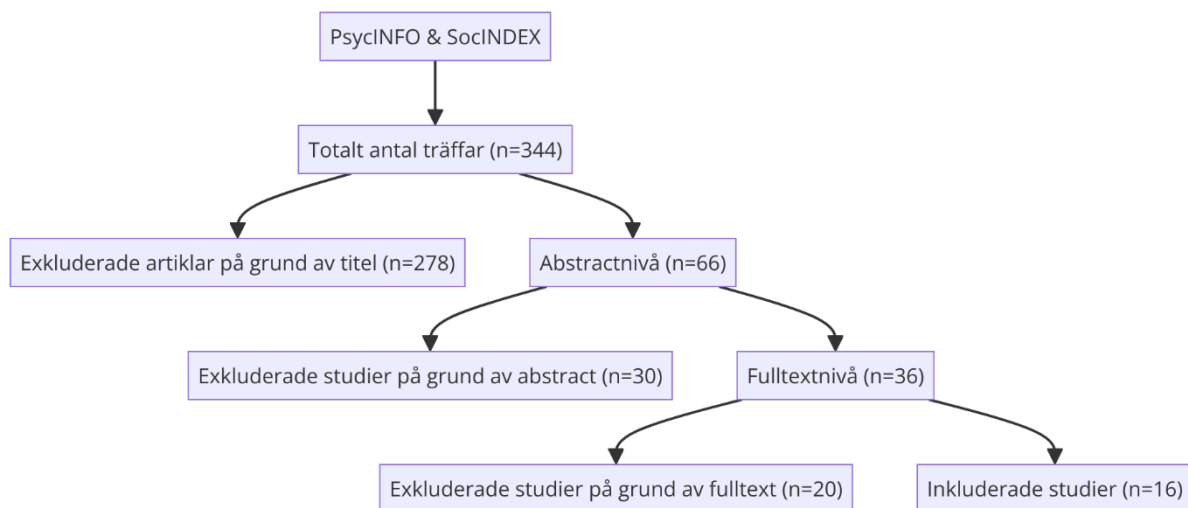 PsycINFO & SocINDEX
Totalt antal träffar (n=344)
Exkluderade artiklar på grund av titel (n=278)
Abstractnivå (n=66)
Exkluderade studier på grund av abstract (n=30)
Fulltextnivå (n=36)
Exkluderade studier på grund av fulltext (n=20)
Inkluderade studier (n=16)